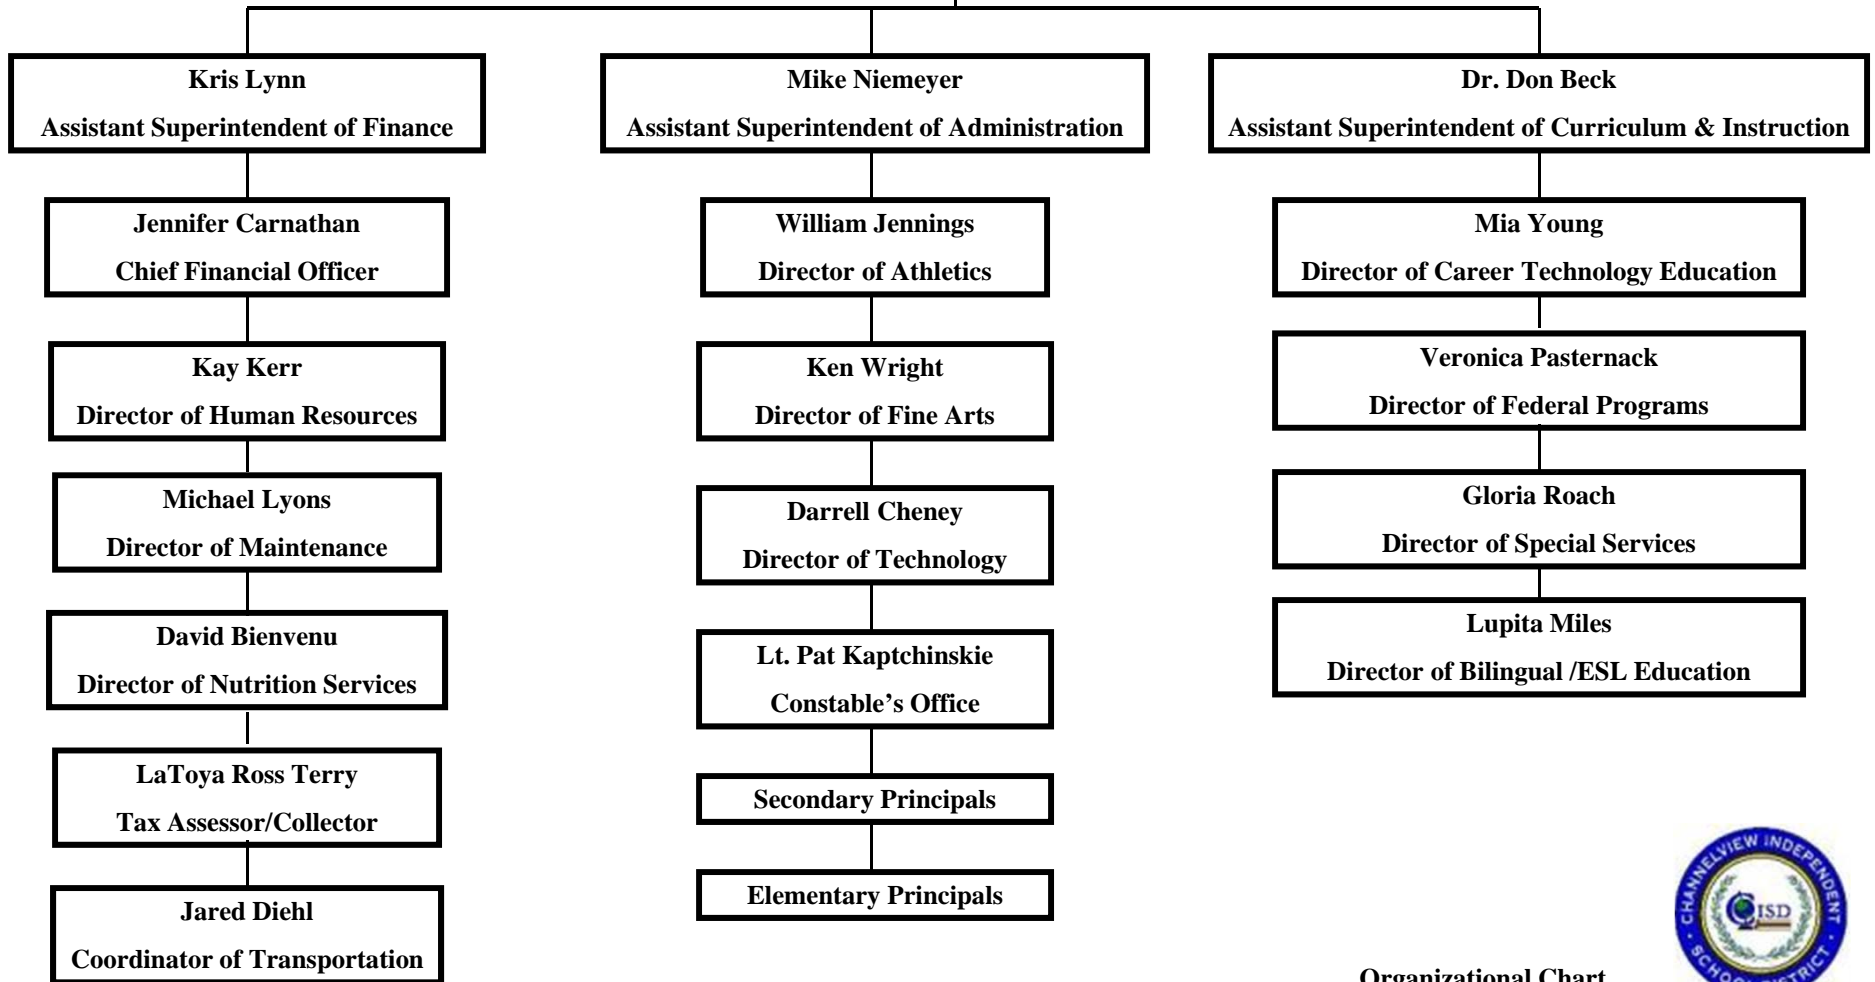 Kris Lynn
Assistant Superintendent of Finance
Jennifer Carnathan
Chief Financial Officer
Kay Kerr
Director of Human Resources
Michael Lyons
Director of Maintenance
David Bienvenu
Director of Nutrition Services
LaToya Ross Terry
Tax Assessor/Collector
Jared Diehl
Coordinator of Transportation
Mike Niemeyer
Assistant Superintendent of Administration
William Jennings
Director of Athletics
Ken Wright
Director of Fine Arts
Darrell Cheney
Director of Technology
Lt. Pat Kaptchinskie
Constable’s Office
Secondary Principals
Elementary Principals
Dr. Don Beck
Assistant Superintendent of Curriculum & Instruction
Mia Young
Director of Career Technology Education
Veronica Pasternack
Director of Federal Programs
Gloria Roach
Director of Special Services
Lupita Miles
Director of Bilingual /ESL Education
Organizational Chart
CHANNELVIEW INDEPENDENT
SCHOOL DISTRICT
CISD